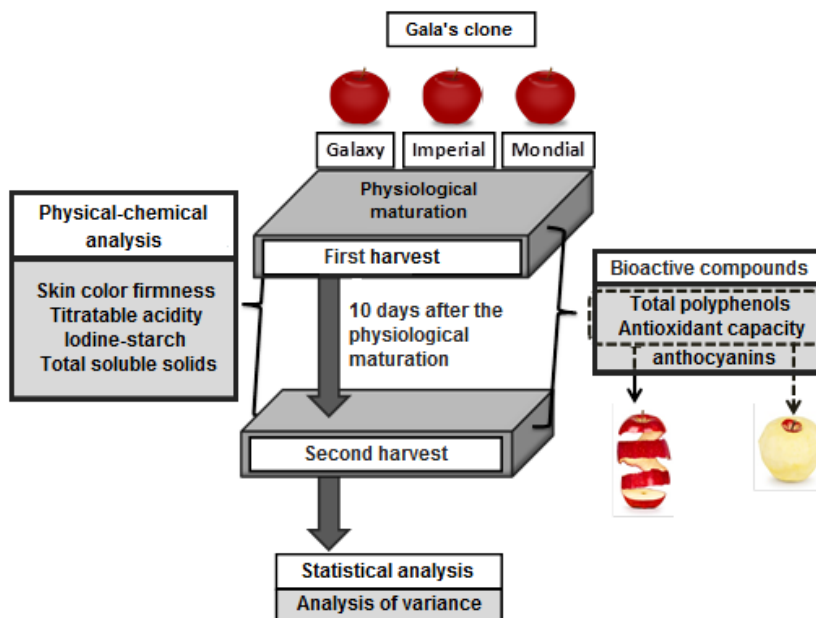 Gala's clone
Galaxy
Imperial
Mondial
Physiological
maturation
First harvest
Physical-chemical
analysis
Skin color firmness
Titratable acidity
Iodine-starch
Total soluble solids
10 days after the
physiological
maturation
Bioactive compounds
Total polyphenols
Antioxidant capacity
anthocyanins
Second harvest
Statistical analysis
Analysis of variance